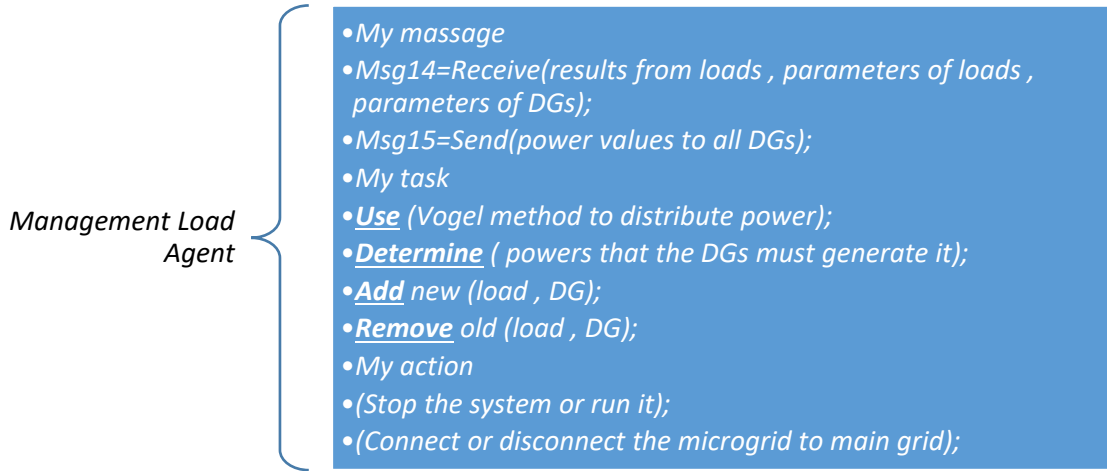 Management Load
Agent
•My massage
•Msg14=Receive(results from loads , parameters of loads ,
parameters of DGs);
•Msg15=Send(power values to all DGs);
•My task
•Use (Vogel method to distribute power);
•Determine ( powers that the DGs must generate it);
•Add new (load , DG);
•Remove old (load , DG);
•My action
•(Stop the system or run it);
•(Connect or disconnect the microgrid to main grid);